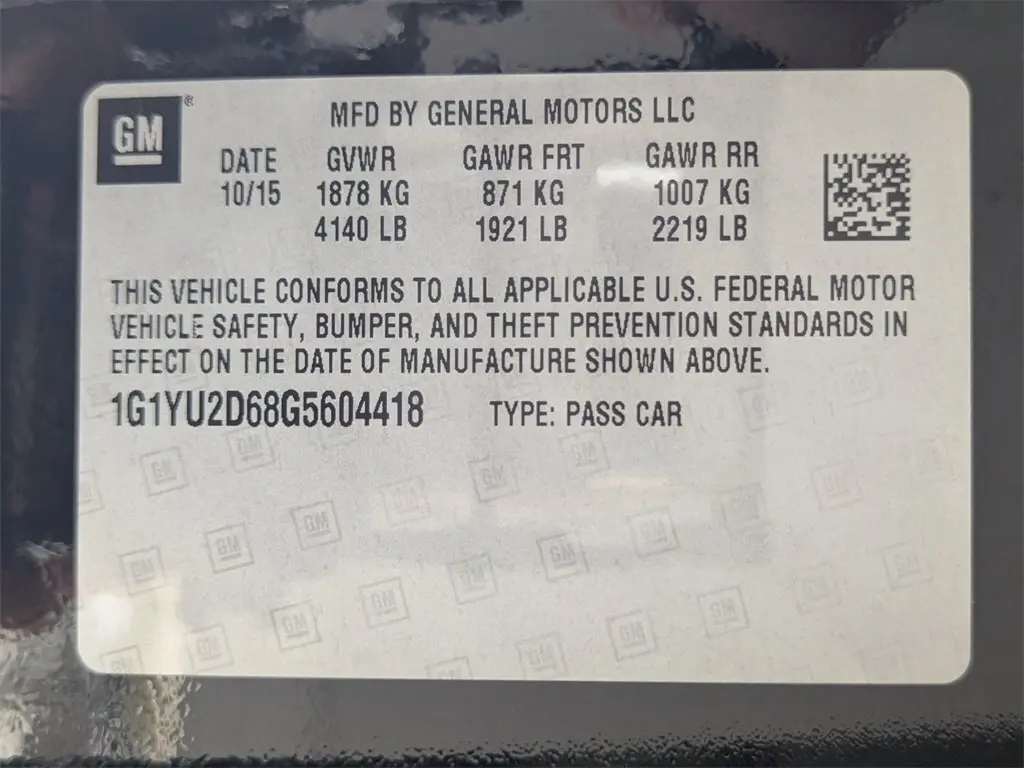 GM ®
MFD BY GENERAL MOTORS LLC
DATE GVWR GAWR FRT GAWR RR
10/15 1878 KG 871 KG 1007 KG
4140 LB 1921 LB 2219 LB
THIS VEHICLE CONFORMS TO ALL APPLICABLE U.S. FEDERAL MOTOR
VEHICLE SAFETY, BUMPER, AND THEFT PREVENTION STANDARDS IN
EFFECT ON THE DATE OF MANUFACTURE SHOWN ABOVE.
1G1YU2D68G5604418 TYPE: PASS CAR